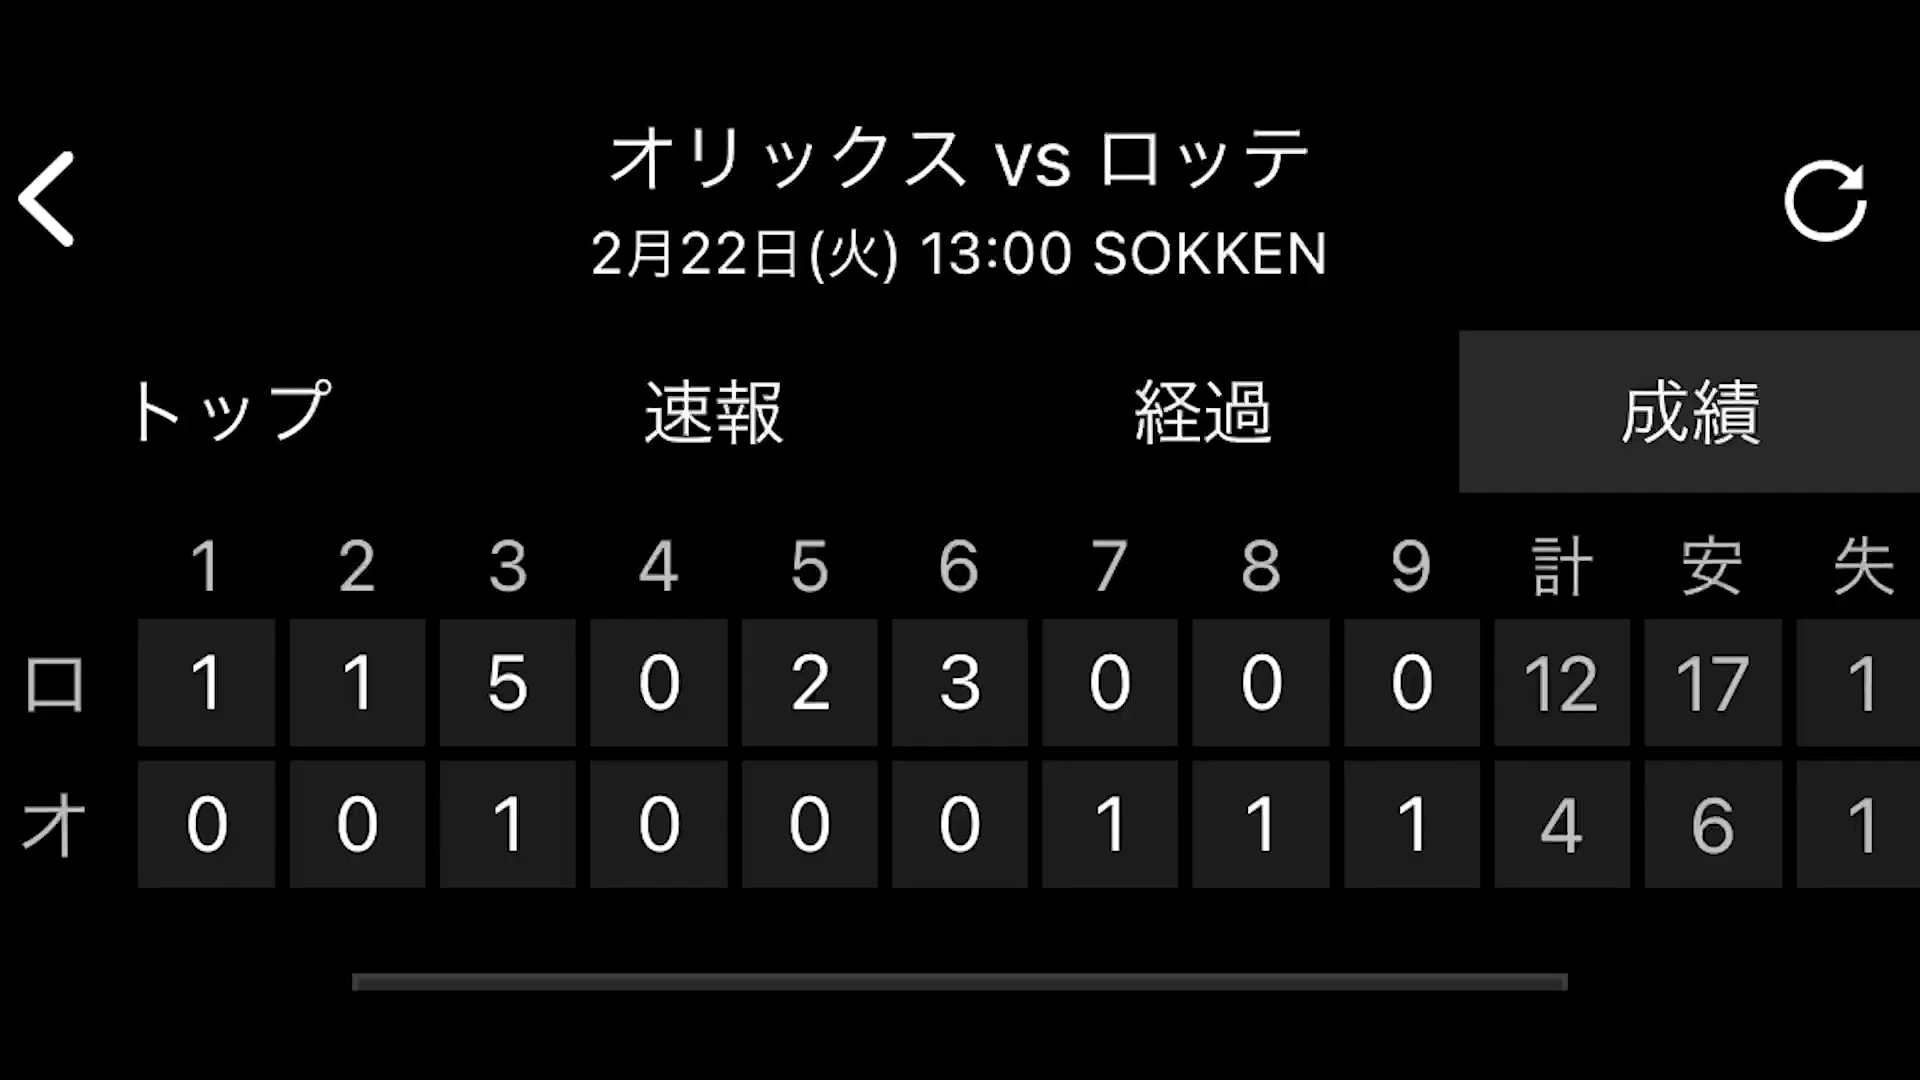 オリックス vs ロッテ
2月22日(火) 13:00 SOKKEN
トップ 速報 経過 成績
1 2 3 4 5 6 7 8 9 計 安 失
ロ 1 1 5 0 2 3 0 0 0 12 17 1
オ 0 0 1 0 0 0 1 1 1 4 6 1